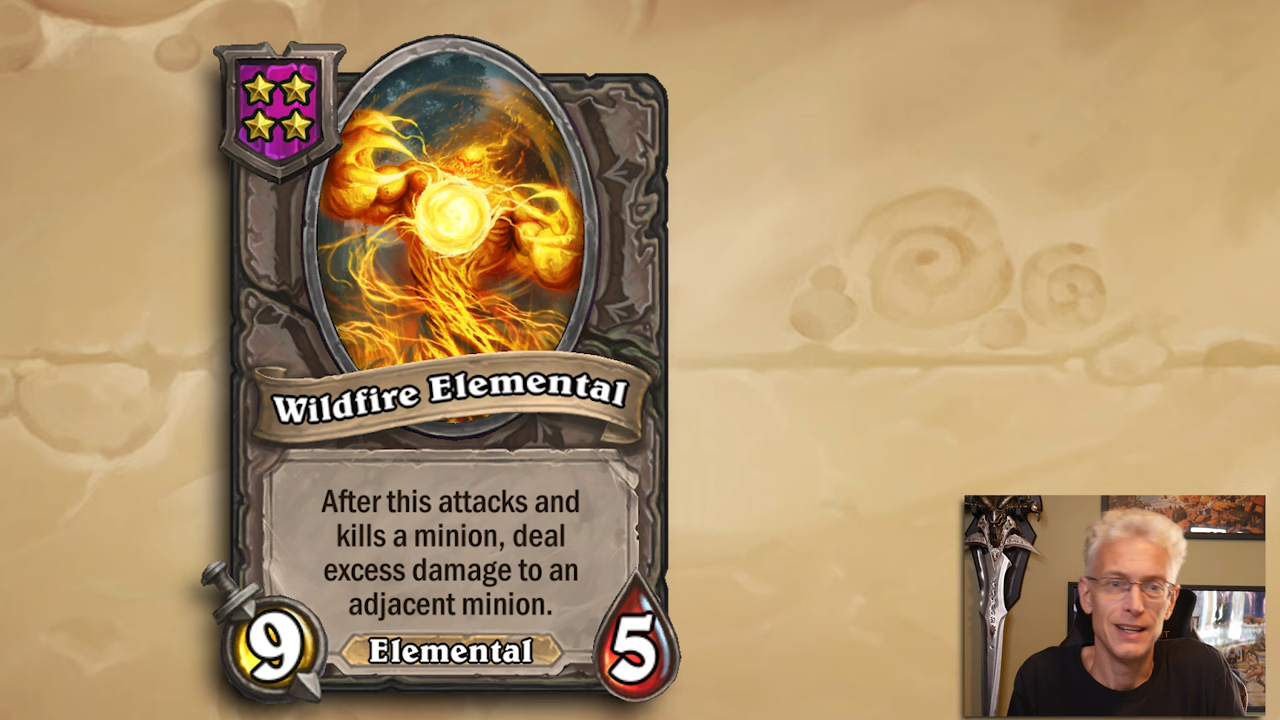 Wildfire Elemental
After this attacks and
kills a minion, deal
excess damage to an
adjacent minion.
9
Elemental
5